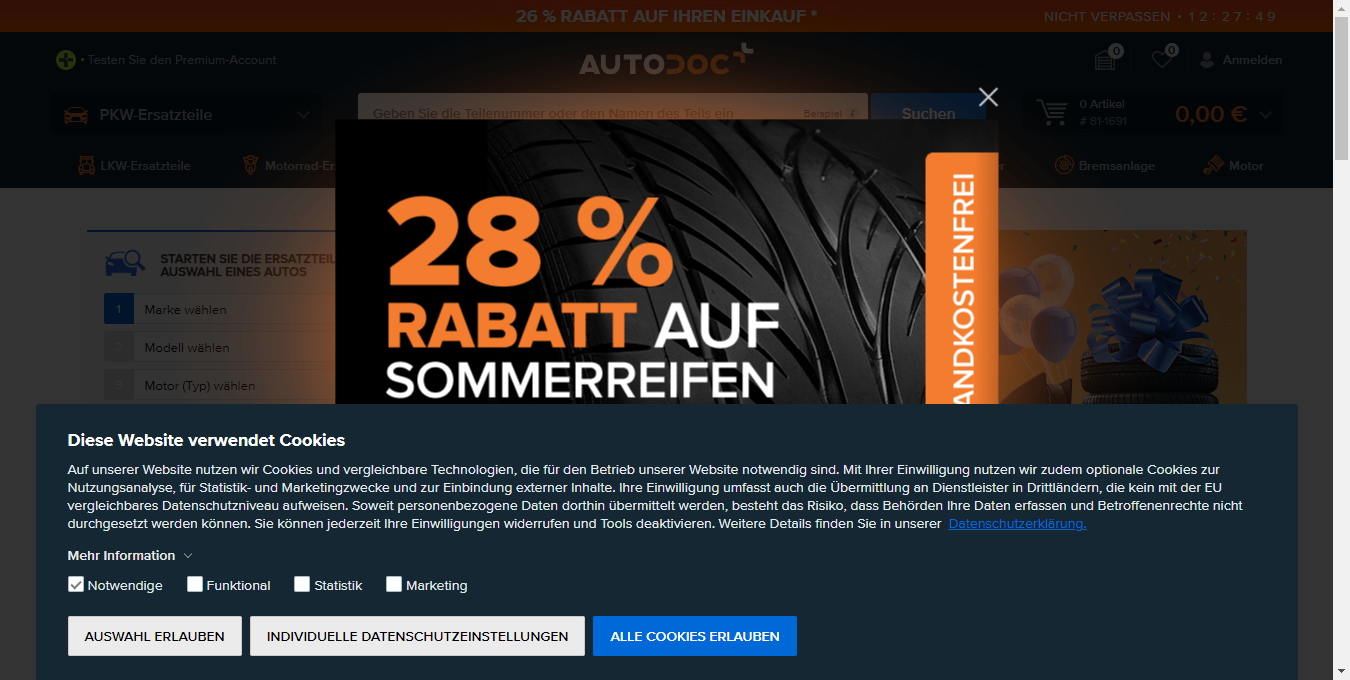 26 % RABATT AUF IHREN EINKAUF *
NICHT VERPASSEN • 12:27:49
• Testen Sie den Premium-Account
AUTODOC
0
0
Anmelden
PKW-Ersatzteile
Geben Sie die Teilenummer oder den Namen des Teils ein
Beispiel
Suchen
0 Artikel
# 81-1691
0,00 €
LKW-Ersatzteile
Motorrad-Er
Bremsanlage
Motor
28 %
RABATT AUF
SOMMERREIFEN
ANDKOSTENFREI
STARTEN SIE DIE ERSATZTEIL
AUSWAHL EINES AUTOS
1 Marke wählen
2 Modell wählen
3 Motor (Typ) wählen
Diese Website verwendet Cookies
Auf unserer Website nutzen wir Cookies und vergleichbare Technologien, die für den Betrieb unserer Website notwendig sind. Mit Ihrer Einwilligung nutzen wir zudem optionale Cookies zur
Nutzungsanalyse, für Statistik- und Marketingzwecke und zur Einbindung externer Inhalte. Ihre Einwilligung umfasst auch die Übermittlung an Dienstleister in Drittländern, die kein mit der EU
vergleichbares Datenschutzniveau aufweisen. Soweit personenbezogene Daten dorthin übermittelt werden, besteht das Risiko, dass Behörden Ihre Daten erfassen und Betroffenenrechte nicht
durchgesetzt werden können. Sie können jederzeit Ihre Einwilligungen widerrufen und Tools deaktivieren. Weitere Details finden Sie in unserer Datenschutzerklärung.
Mehr Information
Notwendige Funktional Statistik Marketing
AUSWAHL ERLAUBEN INDIVIDUELLE DATENSCHUTZEINSTELLUNGEN ALLE COOKIES ERLAUBEN